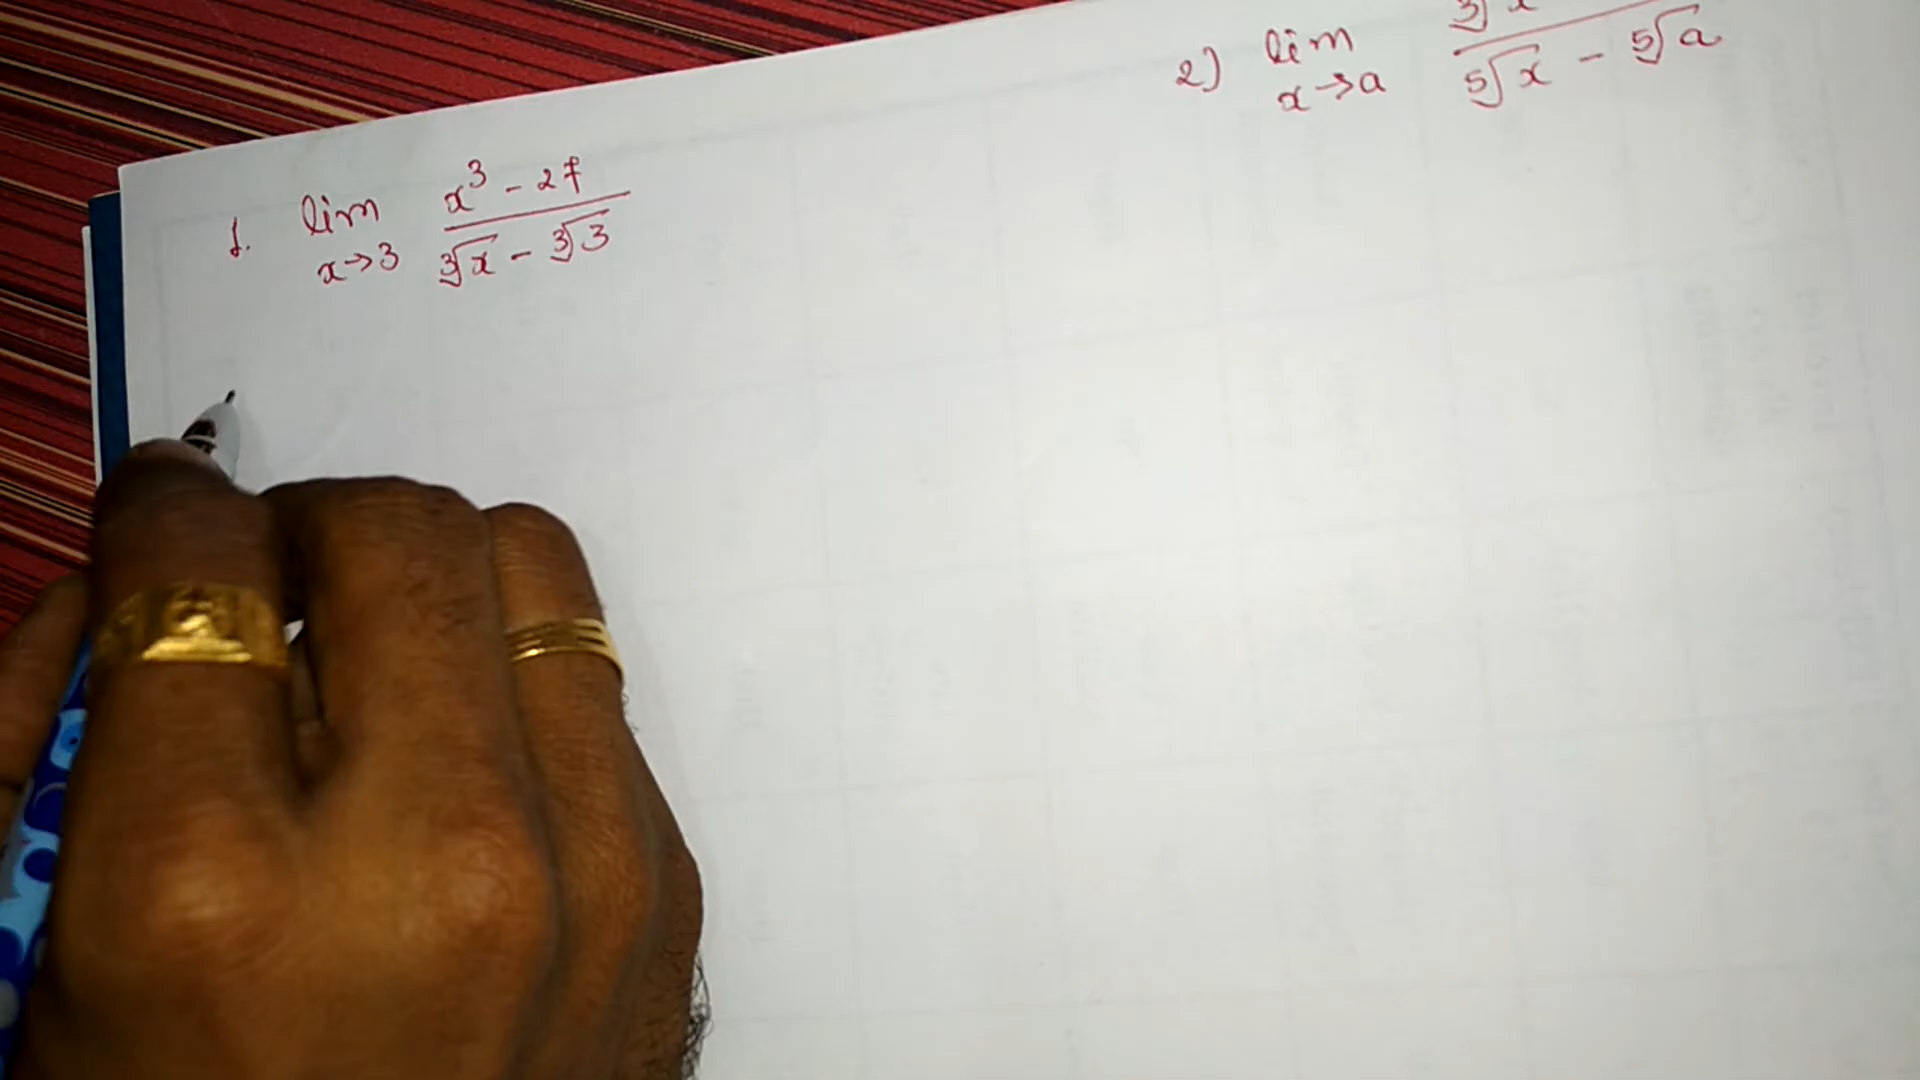 1. lim x→3 (x³ - 27)/(∛x - ∛3)
2) lim x→a ∛x / (⁵√x - ⁵√a)